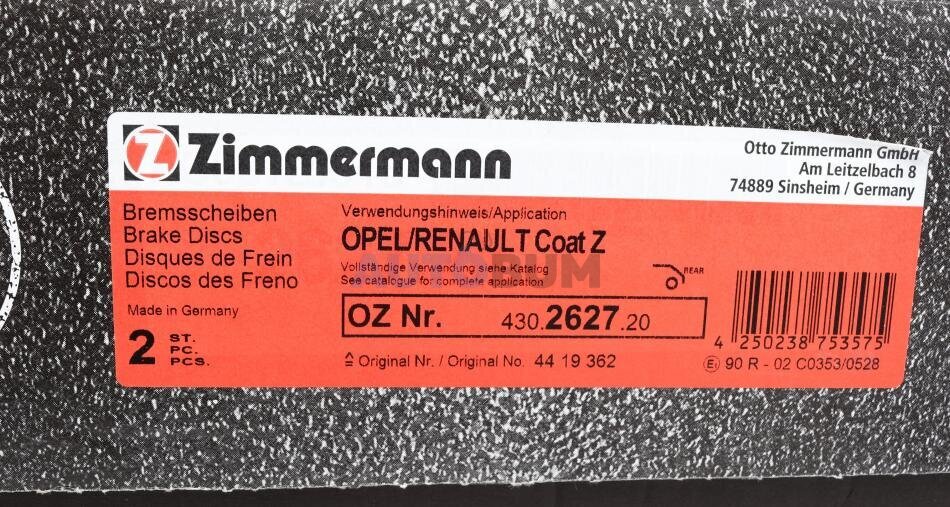 Z Zimmermann
Otto Zimmermann GmbH
Am Leitzelbach 8
74889 Sinsheim / Germany
Bremsscheiben
Brake Discs
Disques de Frein
Discos des Freno
Made in Germany
2 ST.
PC.
PCS.
Verwendungshinweis/Application
OPEL/RENAULT Coat Z
Vollständige Verwendung siehe Katalog
See catalogue for complete application
REAR
OZ Nr. 430.2627.20
≙ Original Nr. / Original No. 44 19 362
4 250238 753575
E1 90 R - 02 C0353/0528